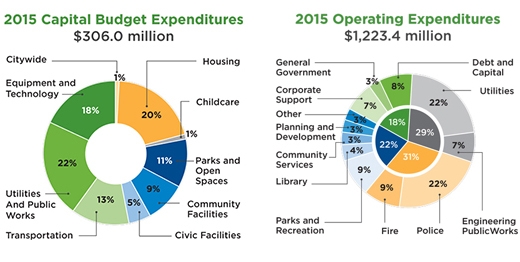 2015 Capital Budget Expenditures
$306.0 million
Citywide
1%
Housing
20%
Equipment and
Technology
18%
Childcare
1%
11%
Parks and
Open
Spaces
22%
9%
Community
Facilities
Utilities
And Public
Works
13%
5%
Transportation
Civic Facilities
2015 Operating Expenditures
$1,223.4 million
General
Government
3%
8%
Debt and
Capital
Corporate
Support
7%
22%
Utilities
Other
3%
18%
29%
Planning and
Development
3%
7%
Community
Services
3%
22%
31%
Library
4%
9%
9%
22%
Engineering
PublicWorks
Parks and
Recreation
Fire
Police